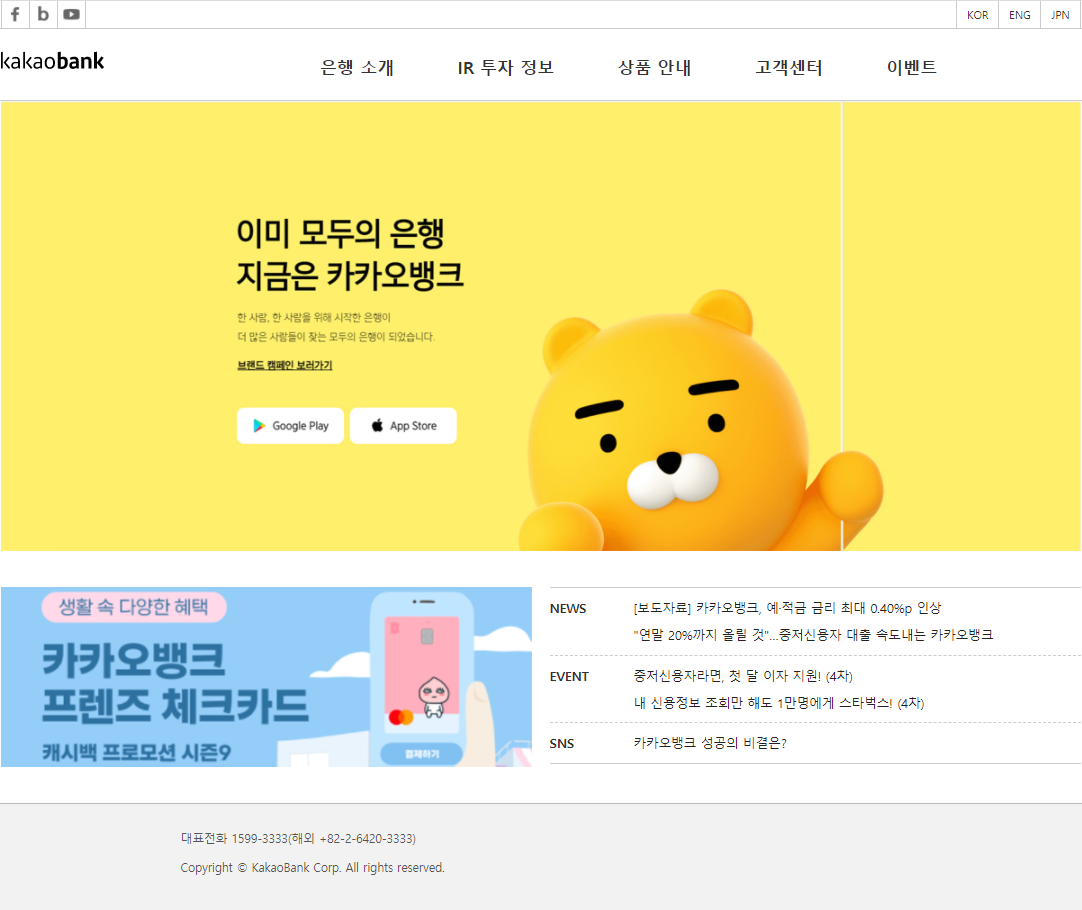 KOR ENG JPN
kakaobank
은행 소개 IR 투자 정보 상품 안내 고객센터 이벤트
이미 모두의 은행
지금은 카카오뱅크
한 사람, 한 사람을 위해 시작한 은행이
더 많은 사람들이 찾는 모두의 은행이 되었습니다.
브랜드 캠페인 보러가기
Google Play App Store
생활 속 다양한 혜택
카카오뱅크
프렌즈 체크카드
캐시백 프로모션 시즌9
결제하기
NEWS [보도자료] 카카오뱅크, 예·적금 금리 최대 0.40%p 인상
"연말 20%까지 올릴 것"...중저신용자 대출 속도내는 카카오뱅크
EVENT 중저신용자라면, 첫 달 이자 지원! (4차)
내 신용정보 조회만 해도 1만명에게 스타벅스! (4차)
SNS 카카오뱅크 성공의 비결은?
대표전화 1599-3333(해외 +82-2-6420-3333)
Copyright © KakaoBank Corp. All rights reserved.